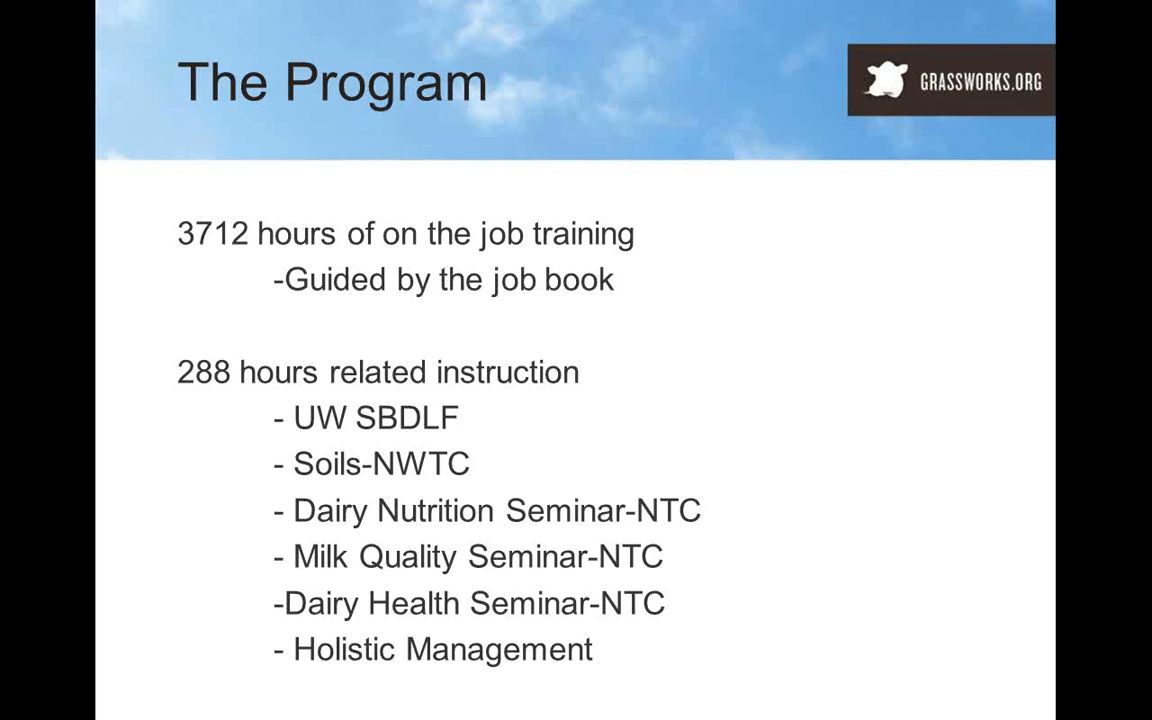 The Program
GRASSWORKS.ORG
3712 hours of on the job training
-Guided by the job book
288 hours related instruction
- UW SBDLF
- Soils-NWTC
- Dairy Nutrition Seminar-NTC
- Milk Quality Seminar-NTC
-Dairy Health Seminar-NTC
- Holistic Management